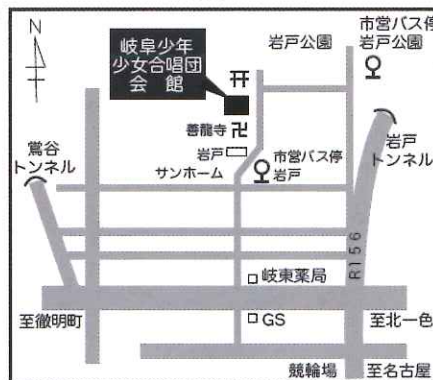 N
岐阜少年
少女合唱団
会館
岩戸公園
市営バス停
岩戸公園
善龍寺
岩戸
サンホーム
市営バス停
岩戸
鶯谷
トンネル
岩戸
トンネル
R156
岐東薬局
至徹明町
GS
至北一色
競輪場
至名古屋